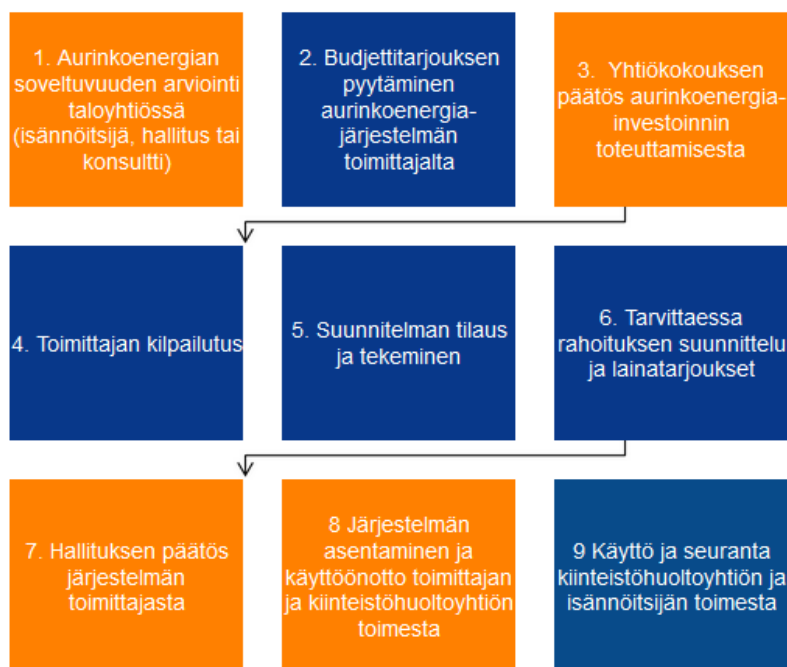 1. Aurinkoenergian
soveltuvuuden arviointi
taloyhtiössä
(isännöitsijä, hallitus tai
konsultti)
2. Budjettitarjouksen
pyytäminen
aurinkoenergia-
järjestelmän
toimittajalta
3. Yhtiökokouksen
päätös aurinkoenergia-
investoinnin
toteuttamisesta
4. Toimittajan kilpailutus
5. Suunnitelman tilaus
ja tekeminen
6. Tarvittaessa
rahoituksen suunnittelu
ja lainatarjoukset
7. Hallituksen päätös
järjestelmän
toimittajasta
8 Järjestelmän
asentaminen ja
käyttöönotto toimittajan
ja kiinteistöhuoltoyhtiön
toimesta
9 Käyttö ja seuranta
kiinteistöhuoltoyhtiön ja
isännöitsijän toimesta